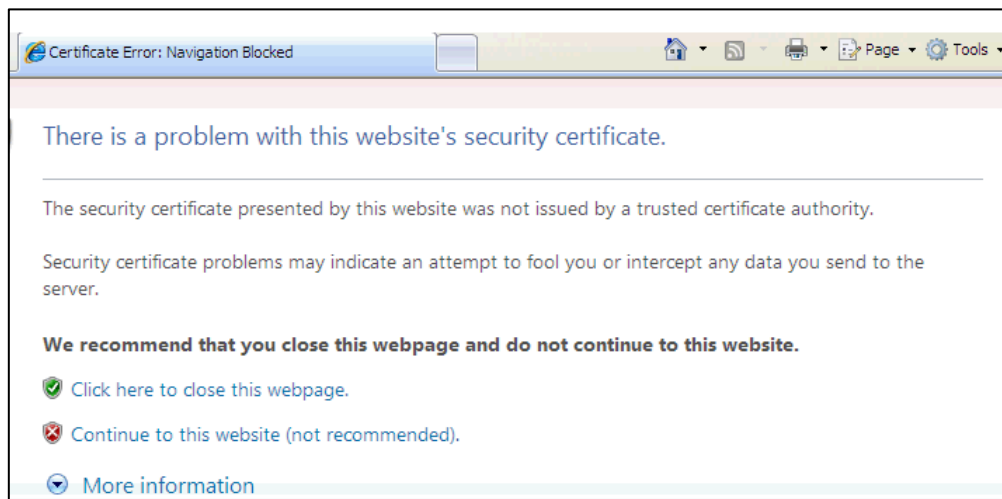 Certificate Error: Navigation Blocked
Page
Tools
There is a problem with this website's security certificate.
The security certificate presented by this website was not issued by a trusted certificate authority.
Security certificate problems may indicate an attempt to fool you or intercept any data you send to the
server.
We recommend that you close this webpage and do not continue to this website.
Click here to close this webpage.
Continue to this website (not recommended).
More information